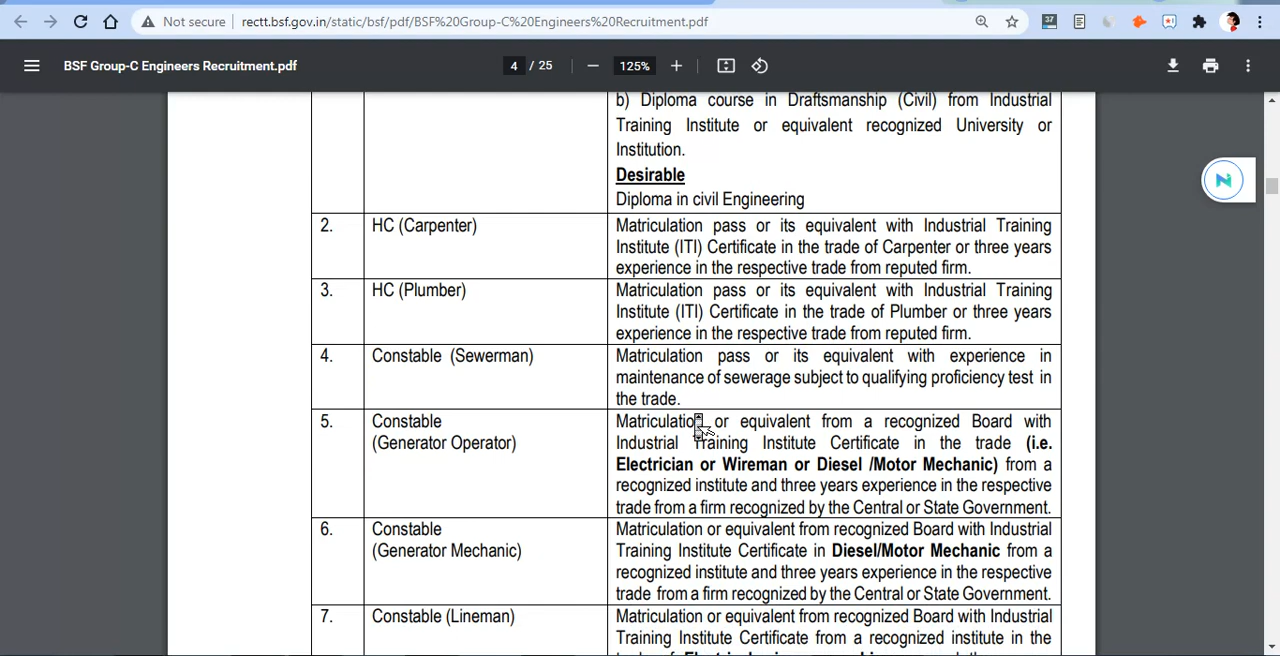 Not secure
rectt.bsf.gov.in/static/bsf/pdf/BSF%20Group-C%20Engineers%20Recruitment.pdf
37
BSF Group-C Engineers Recruitment.pdf
4 / 25
125%
b) Diploma course in Draftsmanship (Civil) from Industrial
Training Institute or equivalent recognized University or
Institution.
Desirable
Diploma in civil Engineering
2. HC (Carpenter) Matriculation pass or its equivalent with Industrial Training
Institute (ITI) Certificate in the trade of Carpenter or three years
experience in the respective trade from reputed firm.
3. HC (Plumber) Matriculation pass or its equivalent with Industrial Training
Institute (ITI) Certificate in the trade of Plumber or three years
experience in the respective trade from reputed firm.
4. Constable (Sewerman) Matriculation pass or its equivalent with experience in
maintenance of sewerage subject to qualifying proficiency test in
the trade.
5. Constable Matriculation or equivalent from a recognized Board with
(Generator Operator) Industrial Training Institute Certificate in the trade (i.e.
Electrician or Wireman or Diesel /Motor Mechanic) from a
recognized institute and three years experience in the respective
trade from a firm recognized by the Central or State Government.
6. Constable Matriculation or equivalent from recognized Board with Industrial
(Generator Mechanic) Training Institute Certificate in Diesel/Motor Mechanic from a
recognized institute and three years experience in the respective
trade from a firm recognized by the Central or State Government.
7. Constable (Lineman) Matriculation or equivalent from recognized Board with Industrial
Training Institute Certificate from a recognized institute in the